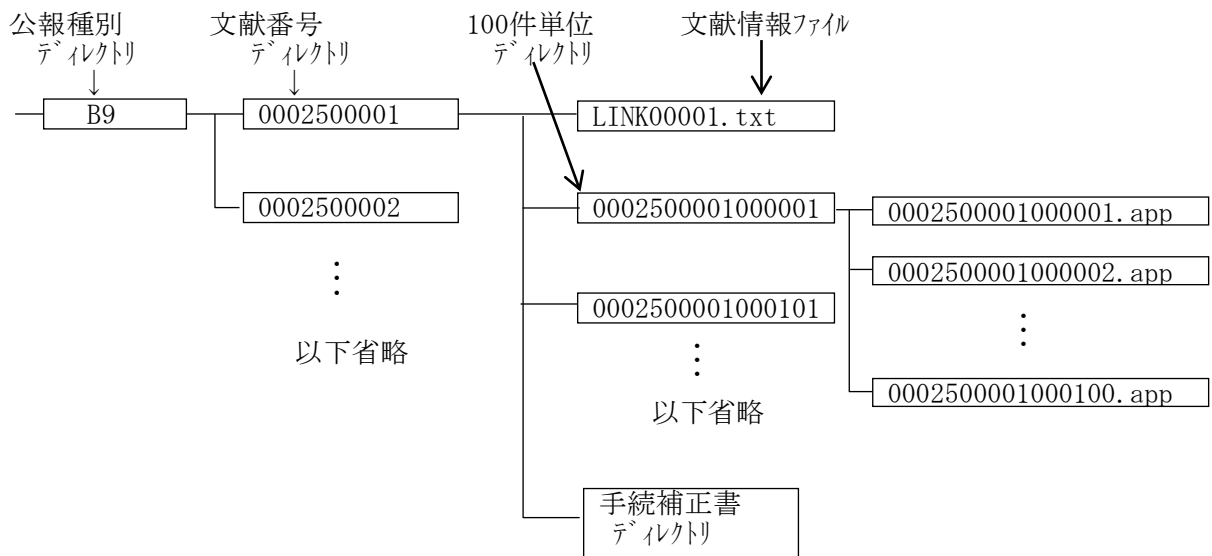 公報種別 文献番号 100件単位 文献情報ﾌｧｲﾙ
ﾃﾞｨﾚｸﾄﾘ ﾃﾞｨﾚｸﾄﾘ ﾃﾞｨﾚｸﾄﾘ
↓ ↓
B9 0002500001 LINK00001.txt
0002500002 0002500001000001 0002500001000001.app
0002500001000002.app
⋮ 0002500001000101 ⋮
以下省略 ⋮
0002500001000100.app
以下省略
手続補正書
ﾃﾞｨﾚｸﾄﾘ